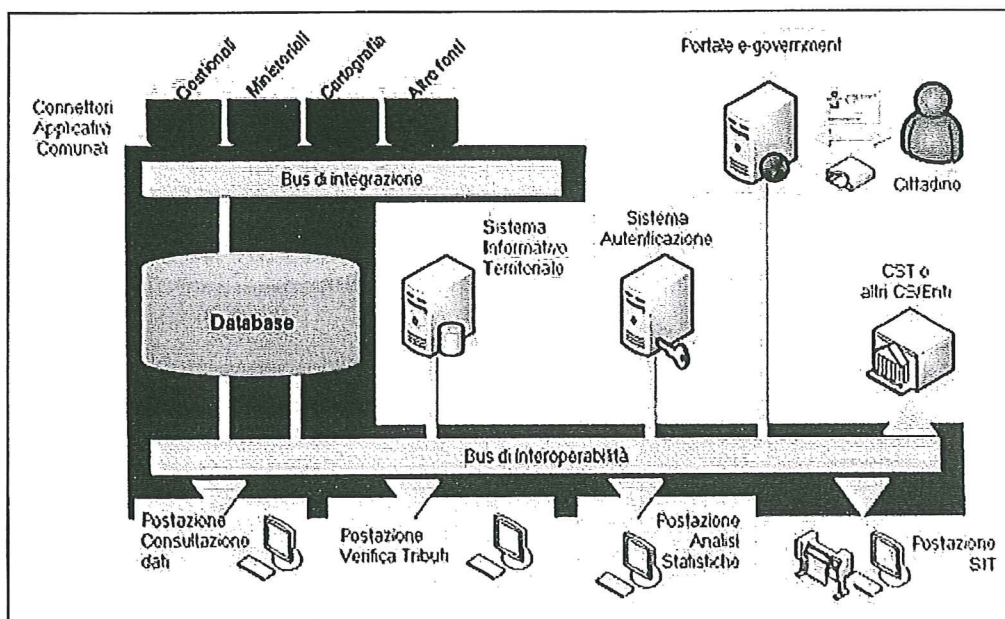 Gestionali
Ministeriali
Cartografia
Altre fonti
Connettori
Applicativi
Comunali
Bus di integrazione
Portale e-government
Cittadino
Database
Sistema
Informativo
Territoriale
Sistema
Autenticazione
CST o
altri CS/Enti
Bus di Interoperabilità
Postazione
Consultazione
dati
Postazione
Verifica Tributi
Postazione
Analisi
Statistiche
Postazione
SIT